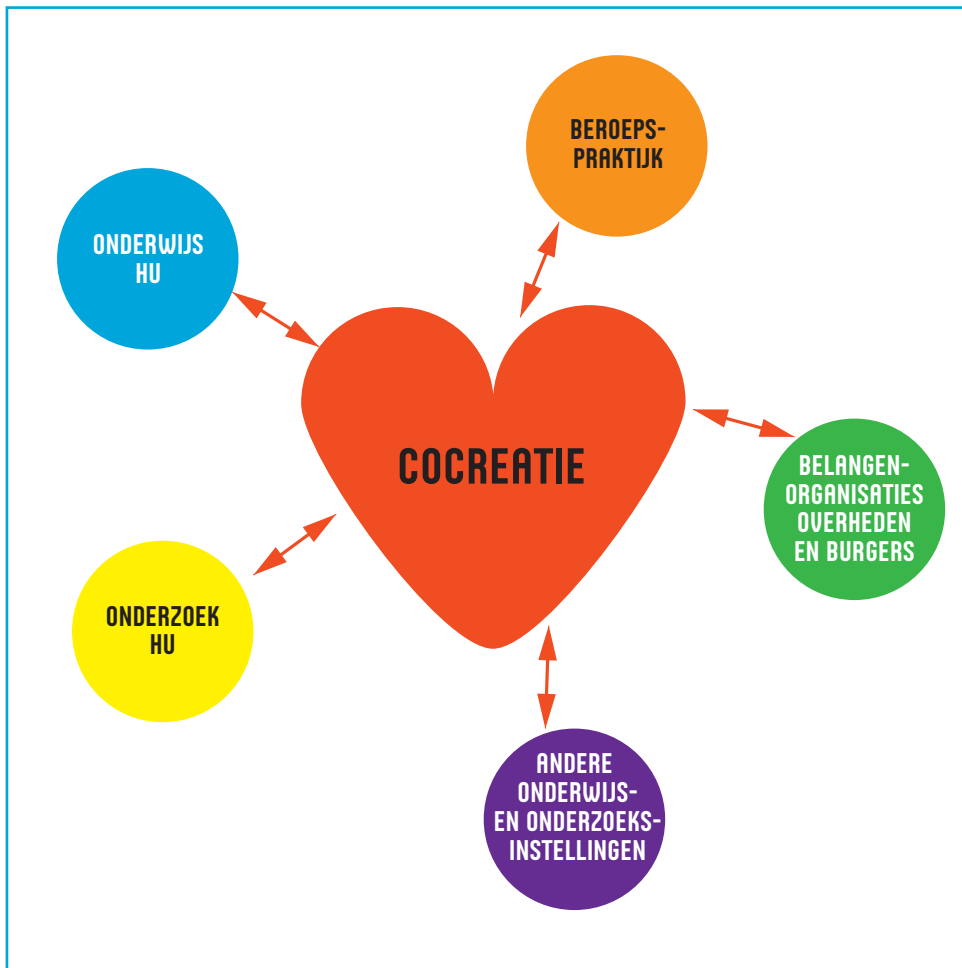 BEROEPS-
PRAKTIJK
ONDERWIJS
HU
COCREATIE
BELANGEN-
ORGANISATIES
OVERHEDEN
EN BURGERS
ONDERZOEK
HU
ANDERE
ONDERWIJS-
EN ONDERZOEKS-
INSTELLINGEN